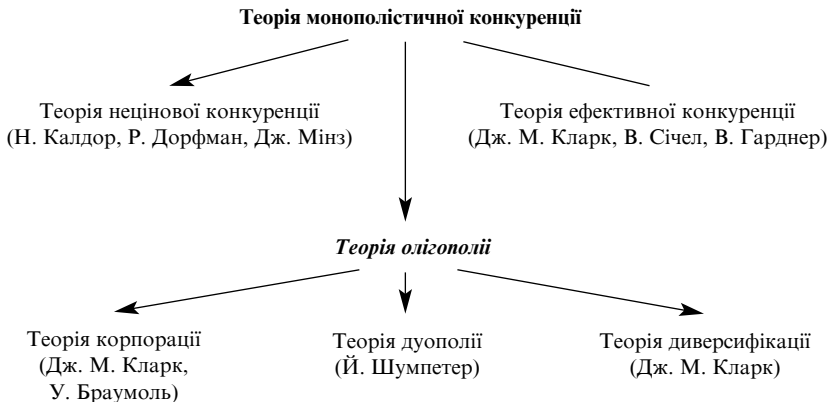 Теорія монополістичної конкуренції
Теорія нецінової конкуренції
(Н. Калдор, Р. Дорфман, Дж. Мінз)
Теорія ефективної конкуренції
(Дж. М. Кларк, В. Січел, В. Гарднер)
Теорія олігополії
Теорія корпорації
(Дж. М. Кларк,
У. Браумоль)
Теорія дуополії
(Й. Шумпетер)
Теорія диверсифікації
(Дж. М. Кларк)